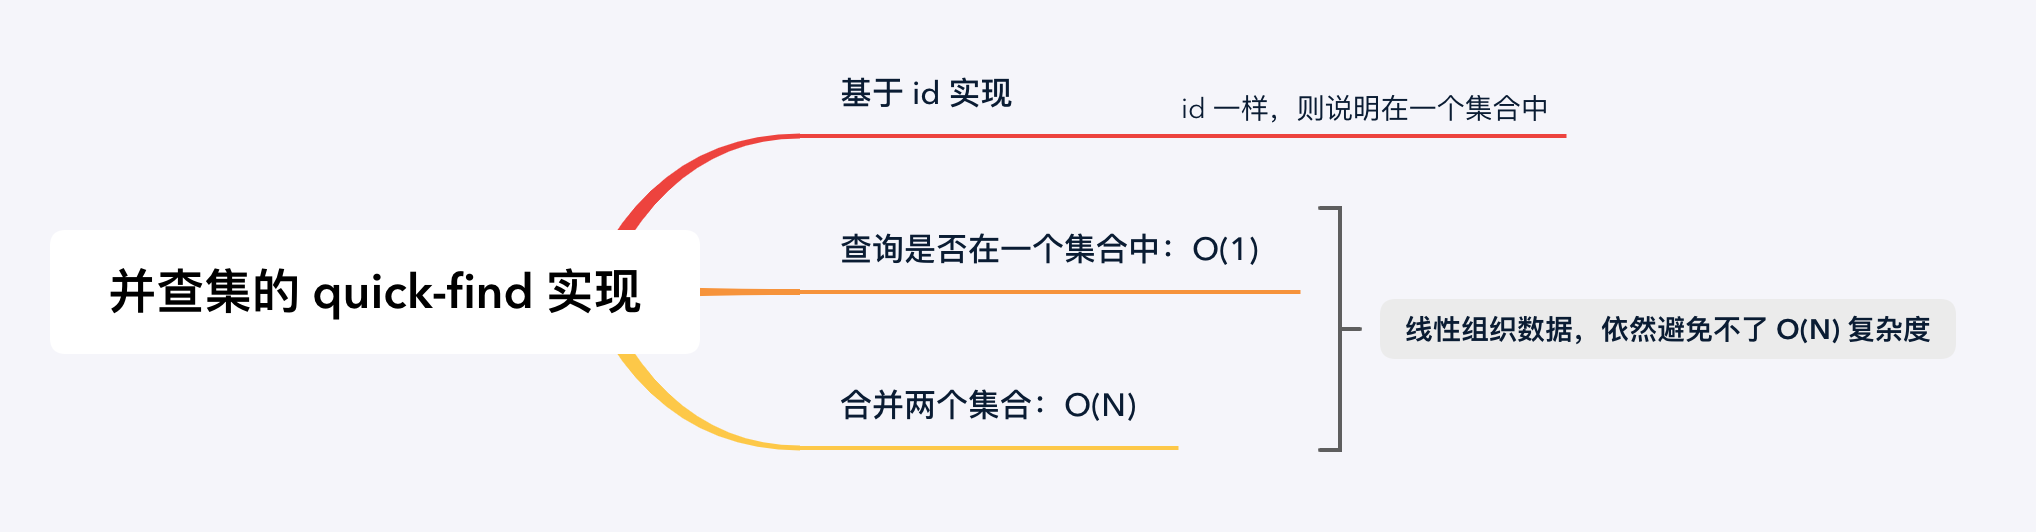 并查集的 quick-find 实现
基于 id 实现
id 一样，则说明在一个集合中
查询是否在一个集合中：O(1)
合并两个集合：O(N)
线性组织数据，依然避免不了 O(N) 复杂度